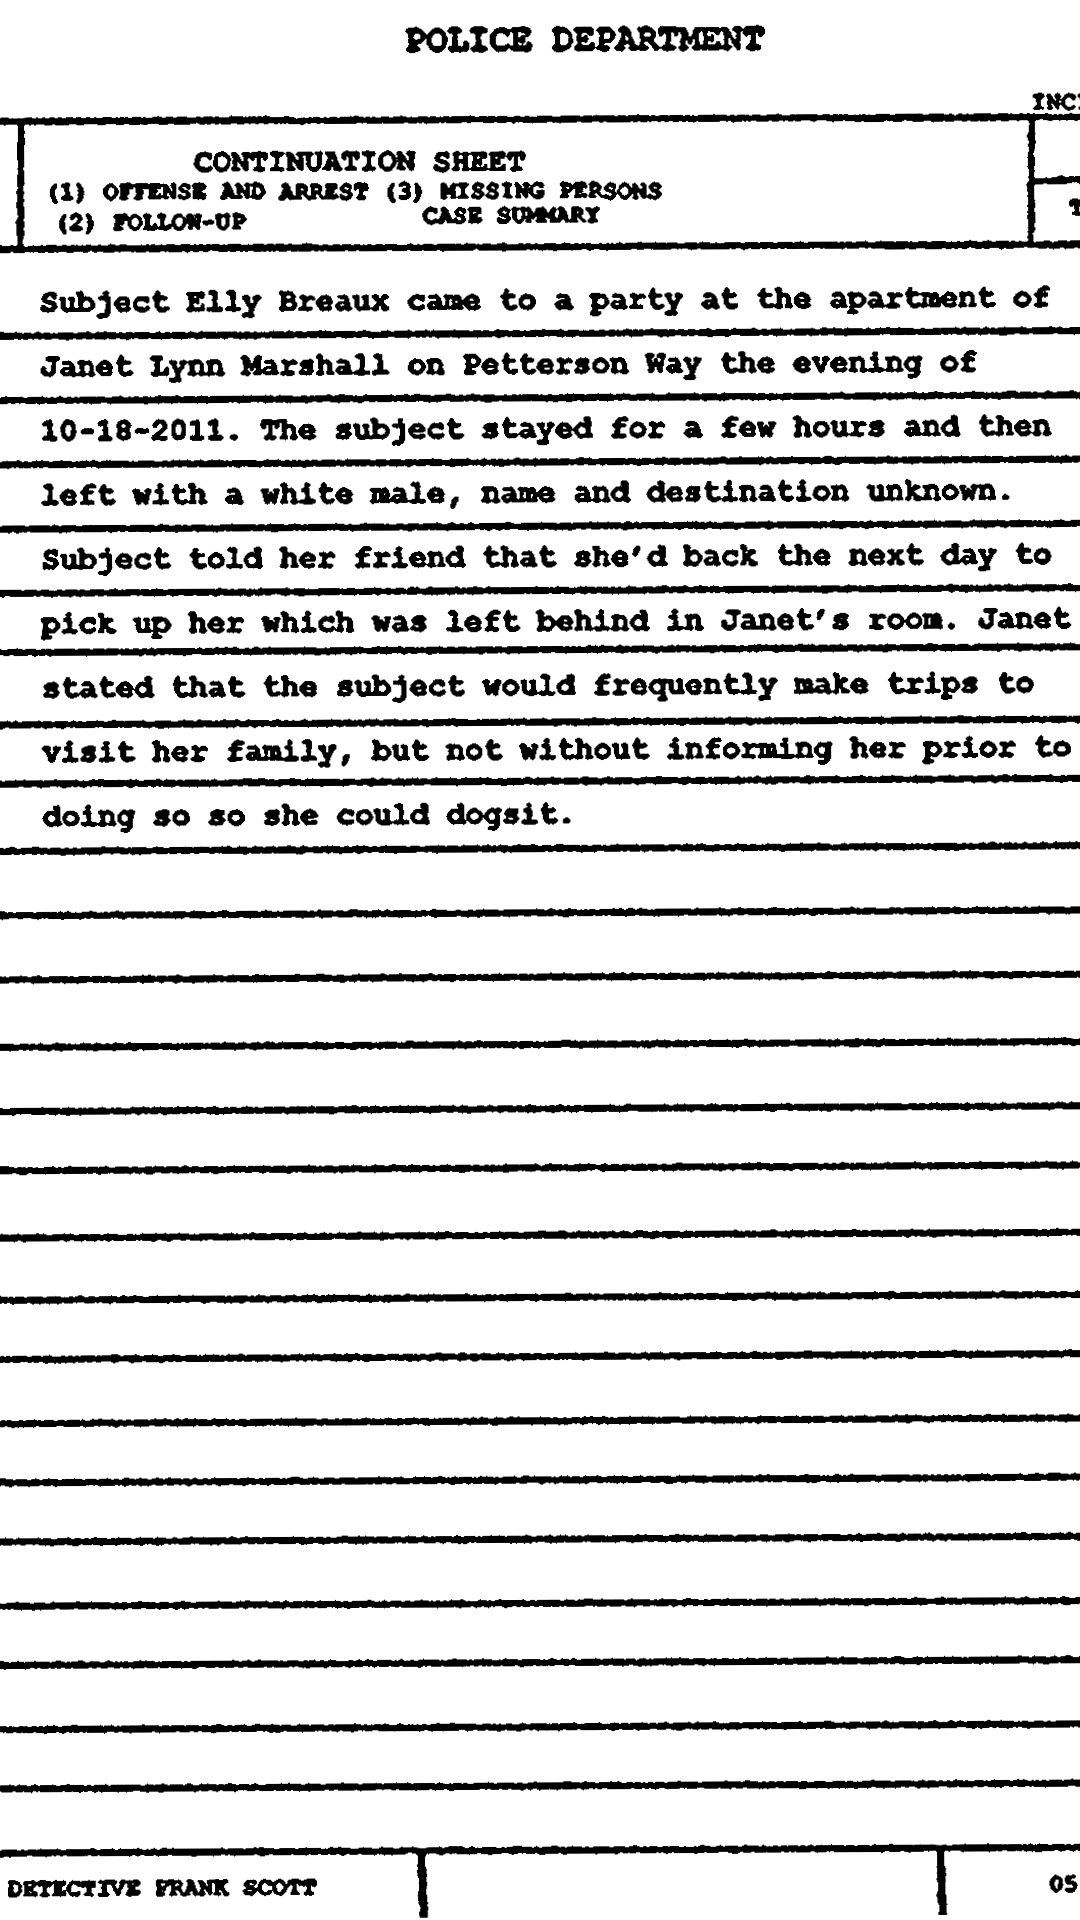 POLICE DEPARTMENT
CONTINUATION SHEET
(1) OFFENSE AND ARREST (3) MISSING PERSONS
(2) FOLLOW-UP CASE SUMMARY
Subject Elly Breaux came to a party at the apartment of
Janet Lynn Marshall on Petterson Way the evening of
10-18-2011. The subject stayed for a few hours and then
left with a white male, name and destination unknown.
Subject told her friend that she'd back the next day to
pick up her which was left behind in Janet's room. Janet
stated that the subject would frequently make trips to
visit her family, but not without informing her prior to
doing so so she could dogsit.
DETECTIVE FRANK SCOTT
05